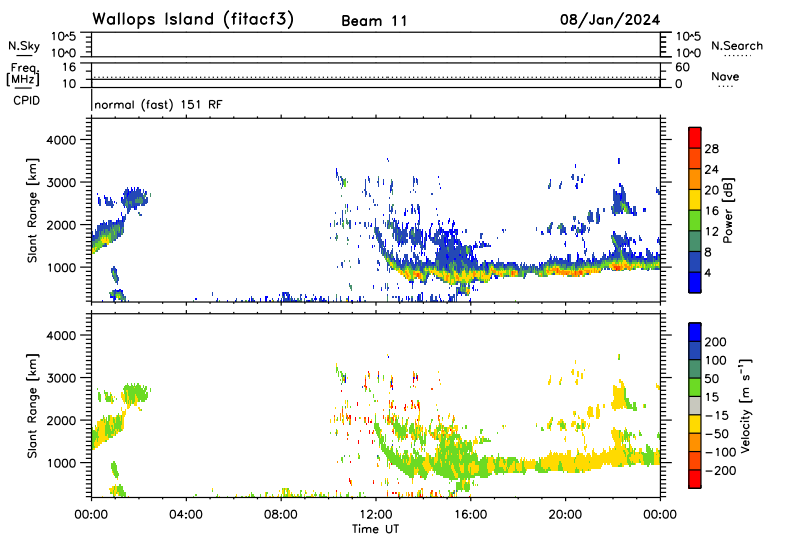 Wallops Island (fitacf3) Beam 11 08/Jan/2024
N.Sky 10^5 10^0 10^5 10^0 N.Search
Freq. [MHz] 16 10 60 0 Nave
CPID normal (fast) 151 RF
Slant Range [km]
4000
3000
2000
1000
28
24
20
16
12
8
4
Power [dB]
Slant Range [km]
4000
3000
2000
1000
200
100
50
15
−15
−50
−100
−200
Velocity [m s⁻¹]
00:00 04:00 08:00 12:00 16:00 20:00 00:00
Time UT